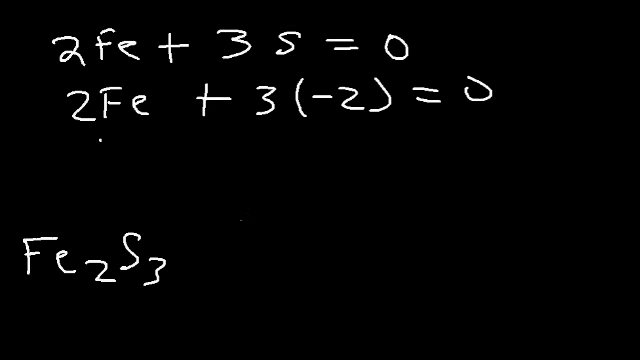 2Fe + 3 S = 0
2Fe + 3 (-2) = 0
Fe₂S₃